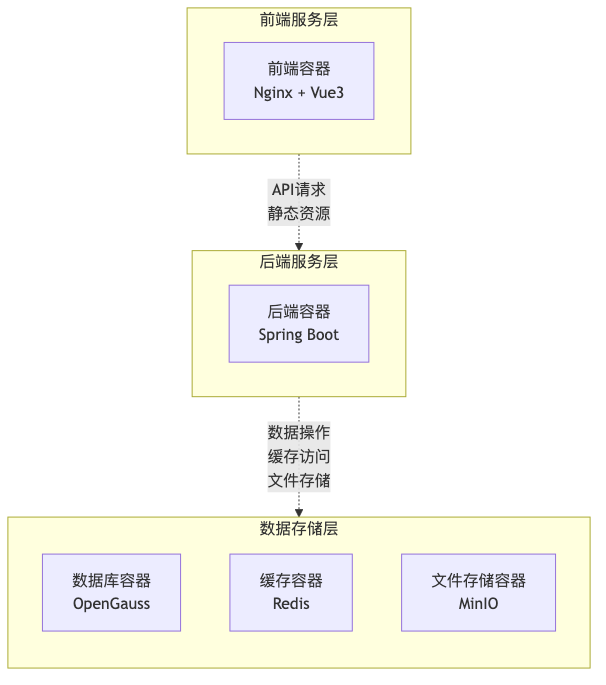 前端服务层
前端容器
Nginx + Vue3
API请求
静态资源
后端服务层
后端容器
Spring Boot
数据操作
缓存访问
文件存储
数据存储层
数据库容器
OpenGauss
缓存容器
Redis
文件存储容器
MinIO